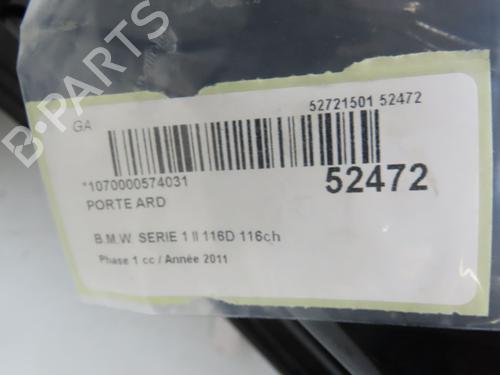 B-PARTS
GA
52721501 52472
*1070000574031
52472
PORTE ARD
B.M.W. SERIE 1 II 116D 116ch
Phase 1 cc / Année 2011